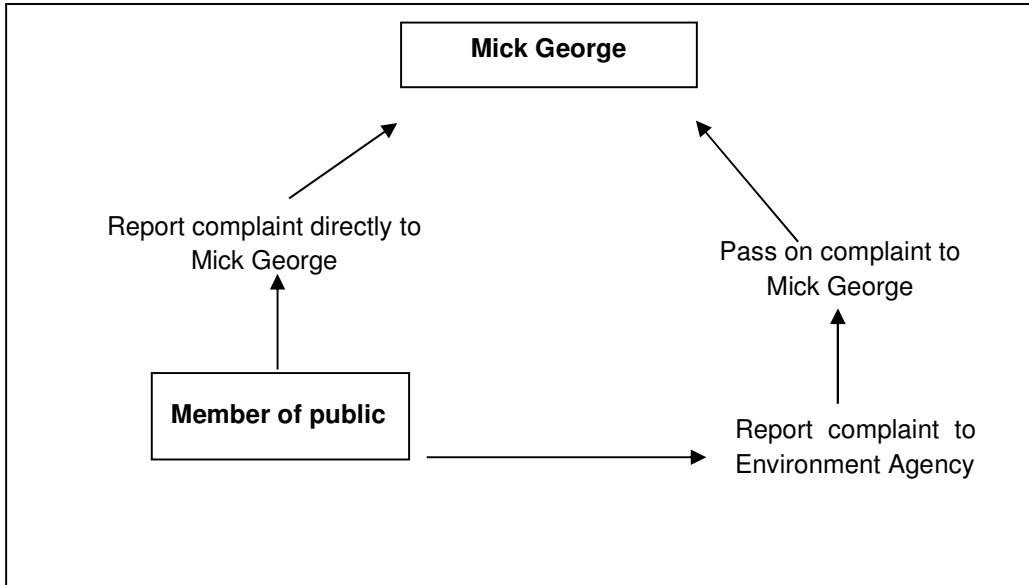 Mick George
Report complaint directly to
Mick George
Pass on complaint to
Mick George
Member of public
Report complaint to
Environment Agency